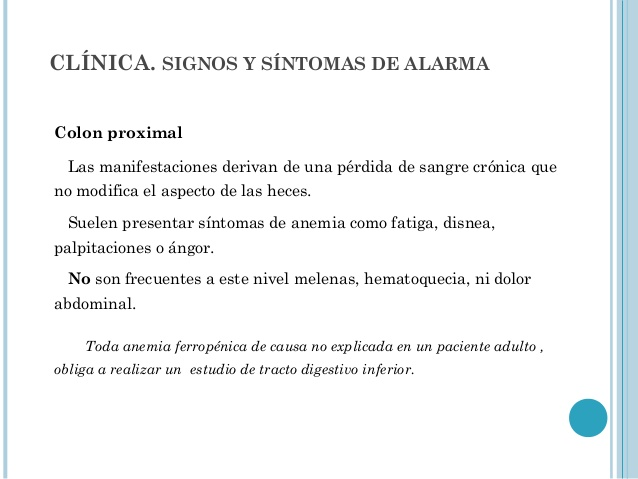 CLÍNICA. SIGNOS Y SÍNTOMAS DE ALARMA
Colon proximal
Las manifestaciones derivan de una pérdida de sangre crónica que
no modifica el aspecto de las heces.
Suelen presentar síntomas de anemia como fatiga, disnea,
palpitaciones o ángor.
No son frecuentes a este nivel melenas, hematoquecia, ni dolor
abdominal.
Toda anemia ferropénica de causa no explicada en un paciente adulto ,
obliga a realizar un estudio de tracto digestivo inferior.